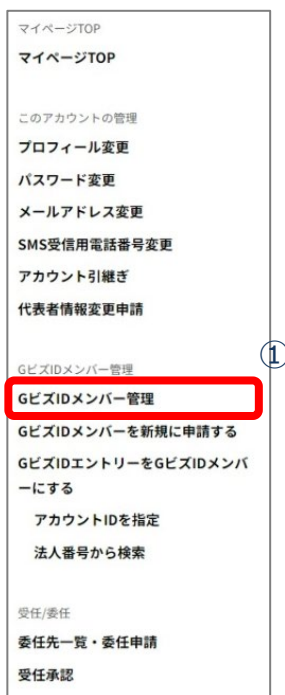 マイページTOP
マイページTOP
このアカウントの管理
プロフィール変更
パスワード変更
メールアドレス変更
SMS受信用電話番号変更
アカウント引継ぎ
代表者情報変更申請
①
GビズIDメンバー管理
GビズIDメンバー管理
GビズIDメンバーを新規に申請する
GビズIDエントリーをGビズIDメンバ
ーにする
アカウントIDを指定
法人番号から検索
受任/委任
委任先一覧・委任申請
受任承認